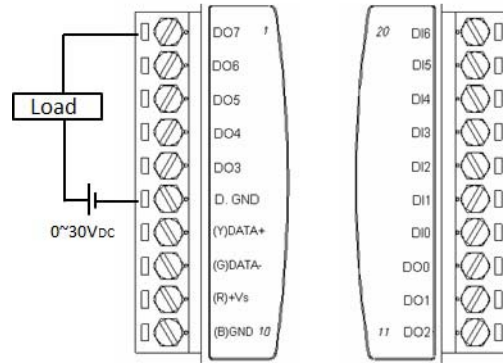 DO7 1
DO6
DO5
DO4
DO3
D. GND
(Y)DATA+
(G)DATA-
(R)+Vs
(B)GND 10
Load
0~30VDC
20 DI6
DI5
DI4
DI3
DI2
DI1
DI0
DO0
DO1
11 DO2